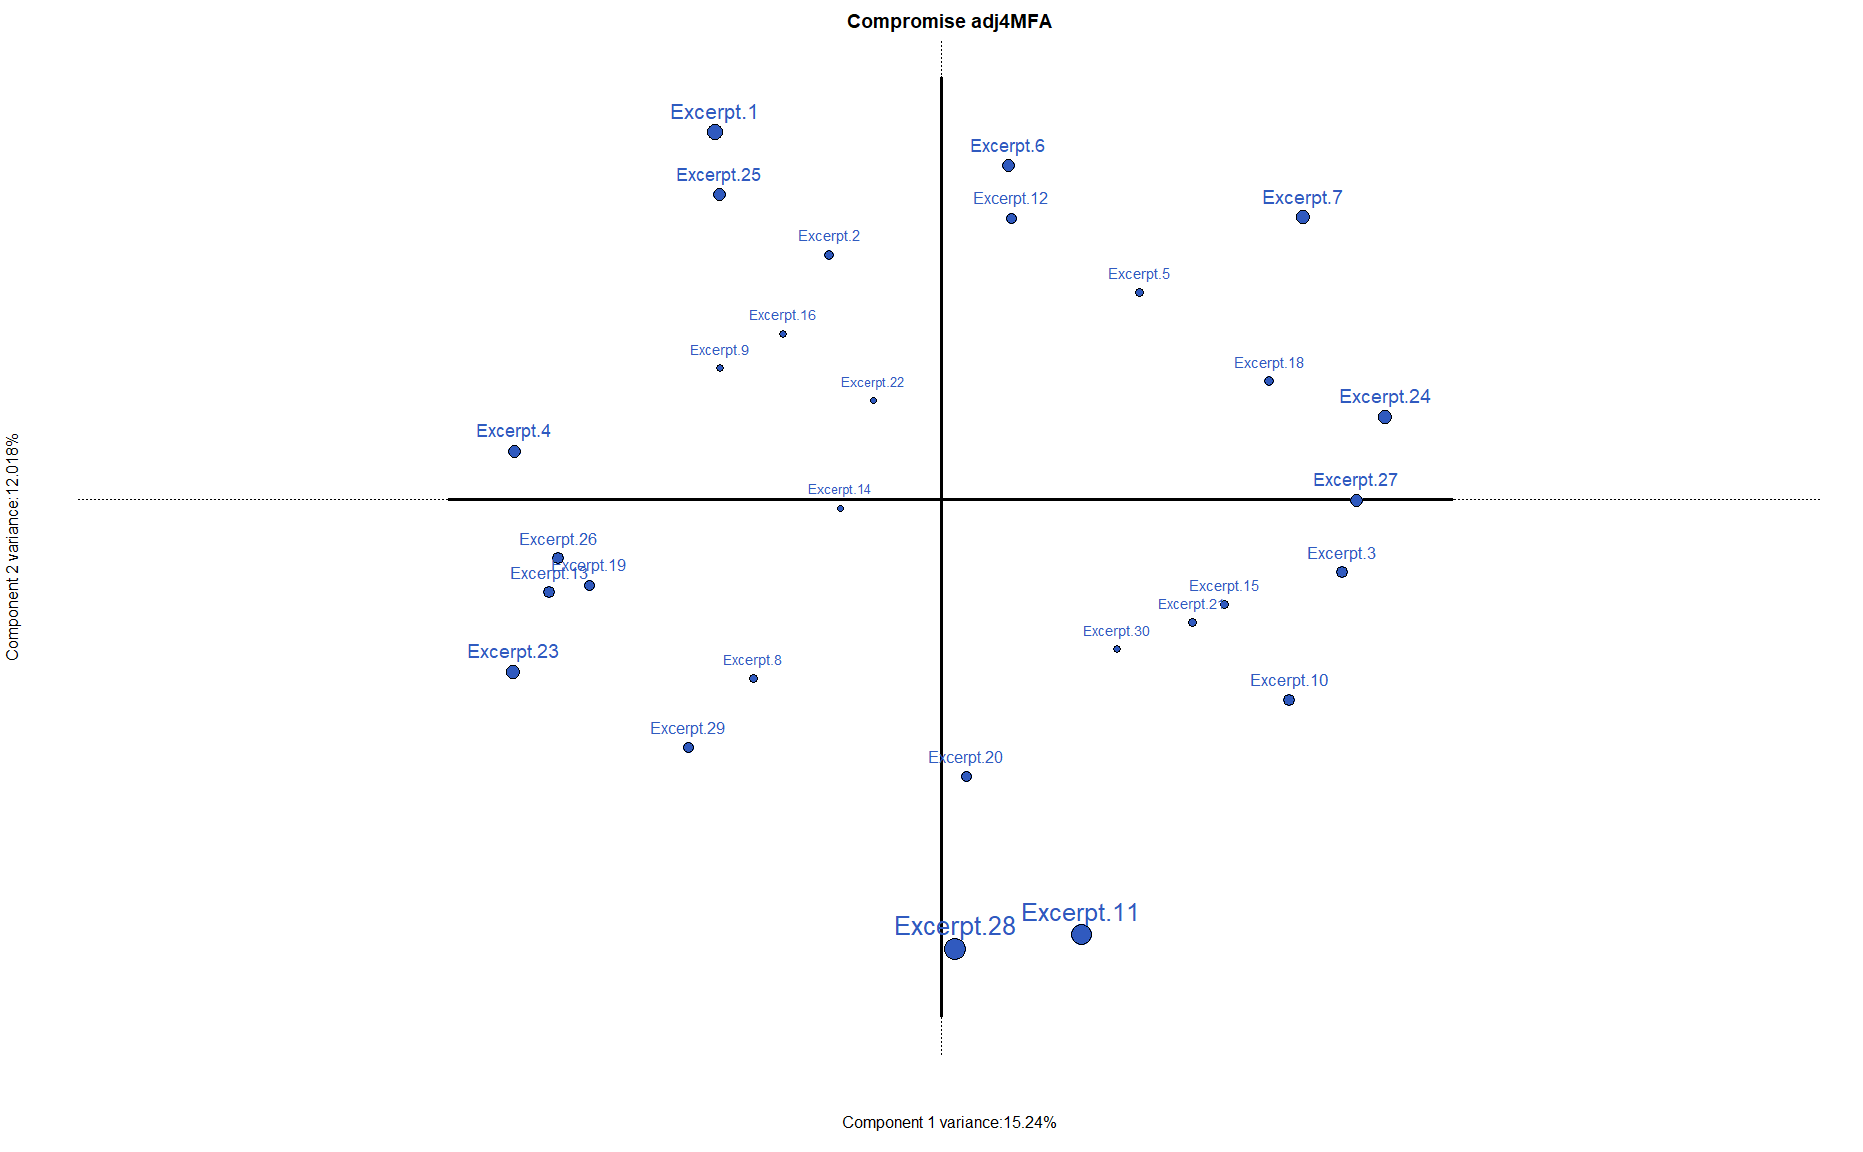 Compromise adj4MFA
Excerpt.1
Excerpt.6
Excerpt.25
Excerpt.7
Excerpt.12
Excerpt.2
Excerpt.5
Excerpt.16
Excerpt.9
Excerpt.18
Excerpt.22
Excerpt.24
Excerpt.4
Excerpt.27
Excerpt.14
Excerpt.26
Excerpt.3
Excerpt.19
Excerpt.13
Excerpt.15
Excerpt.21
Excerpt.30
Excerpt.23
Excerpt.8
Excerpt.10
Excerpt.29
Excerpt.20
Excerpt.11
Excerpt.28
Component 2 variance:12.018%
Component 1 variance:15.24%